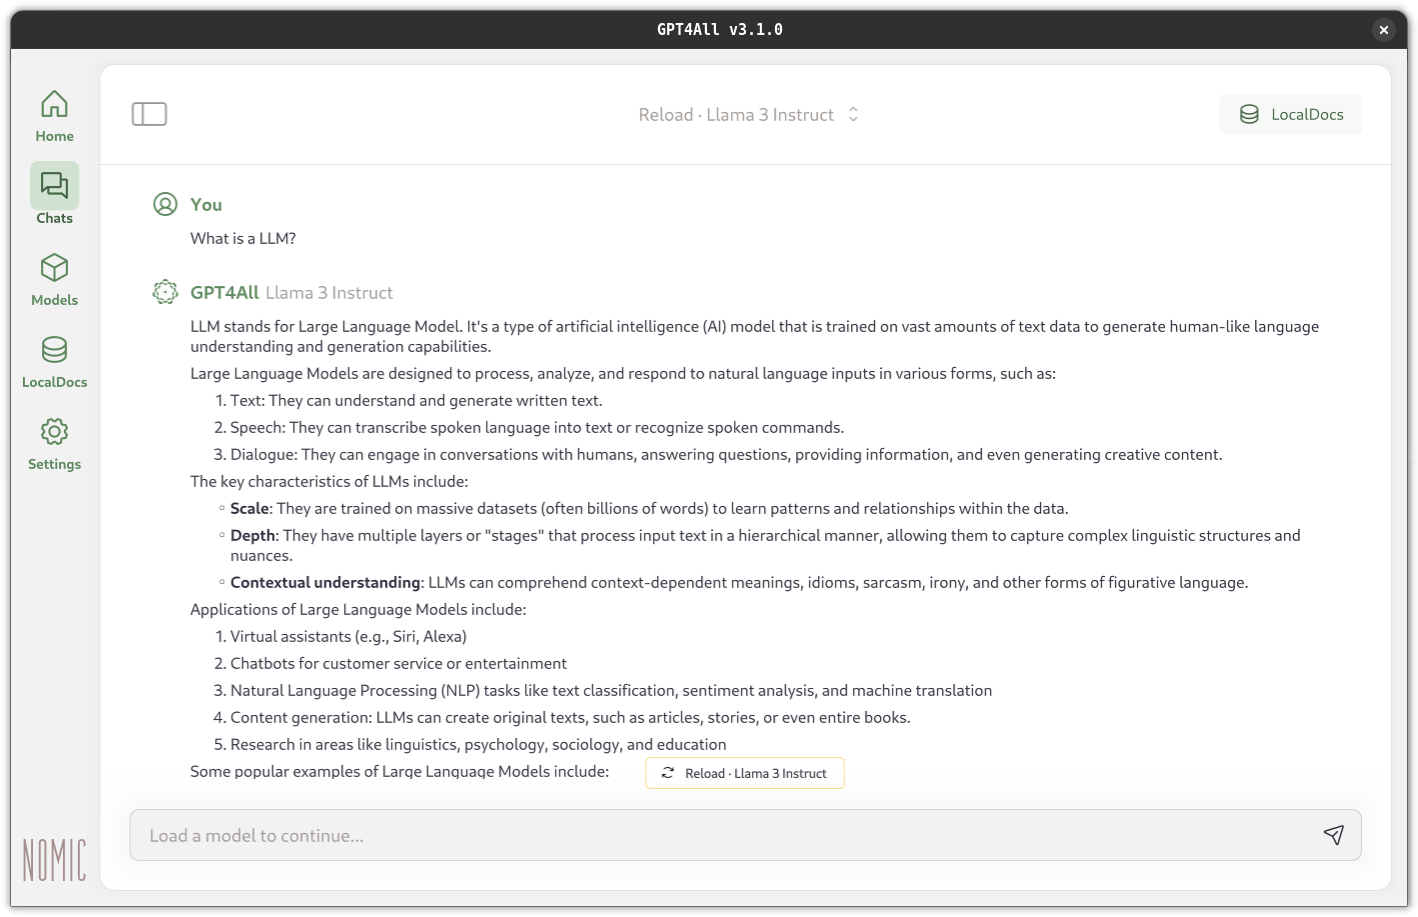 GPT4All v3.1.0
Home
Chats
Models
LocalDocs
Settings
NOMIC
Reload · Llama 3 Instruct
LocalDocs
You
What is a LLM?
GPT4All Llama 3 Instruct
LLM stands for Large Language Model. It's a type of artificial intelligence (AI) model that is trained on vast amounts of text data to generate human-like language
understanding and generation capabilities.
Large Language Models are designed to process, analyze, and respond to natural language inputs in various forms, such as:
1. Text: They can understand and generate written text.
2. Speech: They can transcribe spoken language into text or recognize spoken commands.
3. Dialogue: They can engage in conversations with humans, answering questions, providing information, and even generating creative content.
The key characteristics of LLMs include:
◦ Scale: They are trained on massive datasets (often billions of words) to learn patterns and relationships within the data.
◦ Depth: They have multiple layers or "stages" that process input text in a hierarchical manner, allowing them to capture complex linguistic structures and
nuances.
◦ Contextual understanding: LLMs can comprehend context-dependent meanings, idioms, sarcasm, irony, and other forms of figurative language.
Applications of Large Language Models include:
1. Virtual assistants (e.g., Siri, Alexa)
2. Chatbots for customer service or entertainment
3. Natural Language Processing (NLP) tasks like text classification, sentiment analysis, and machine translation
4. Content generation: LLMs can create original texts, such as articles, stories, or even entire books.
5. Research in areas like linguistics, psychology, sociology, and education
Some popular examples of Large Language Models include:
Reload · Llama 3 Instruct
Load a model to continue...